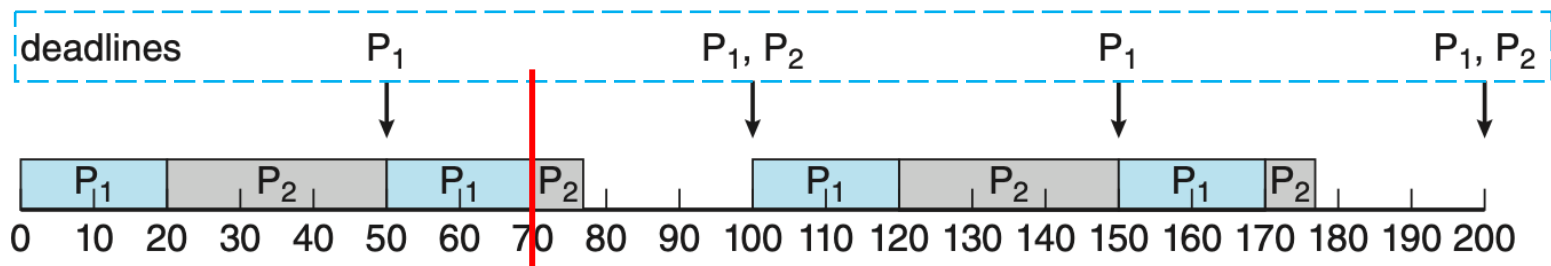 deadlines P₁ P₁, P₂ P₁ P₁, P₂
P₁ P₂ P₁ P₂ P₁ P₂ P₁ P₂
0 10 20 30 40 50 60 70 80 90 100 110 120 130 140 150 160 170 180 190 200